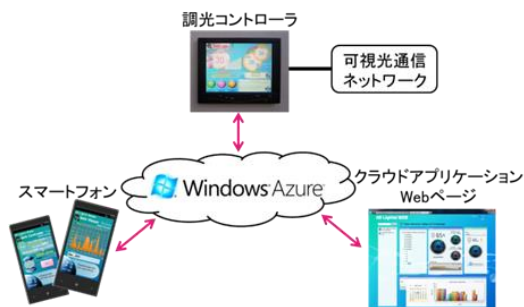 調光コントローラ
可視光通信
ネットワーク
Windows Azure
スマートフォン
クラウドアプリケーション
Webページ